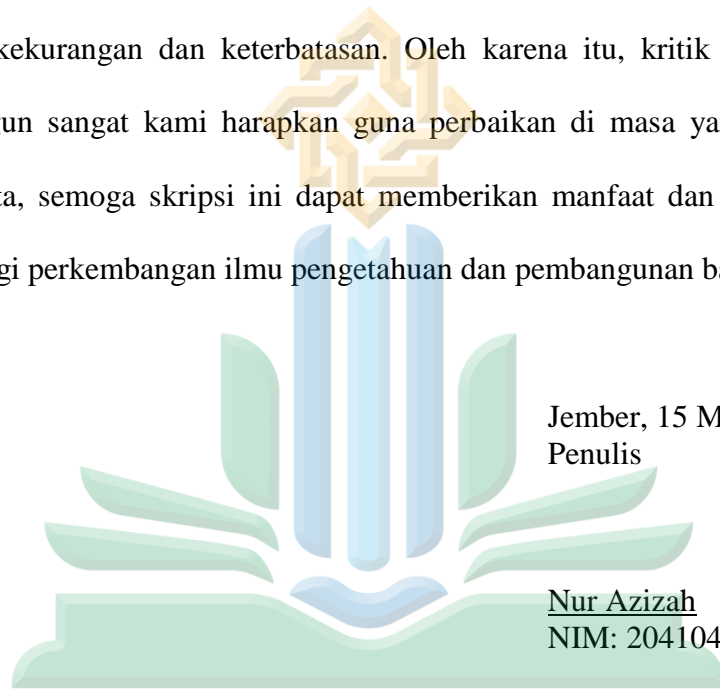 kekurangan dan keterbatasan. Oleh karena itu, kritik
gun sangat kami harapkan guna perbaikan di masa ya
ta, semoga skripsi ini dapat memberikan manfaat dan
gi perkembangan ilmu pengetahuan dan pembangunan ba
Jember, 15 M
Penulis
Nur Azizah
NIM: 204104